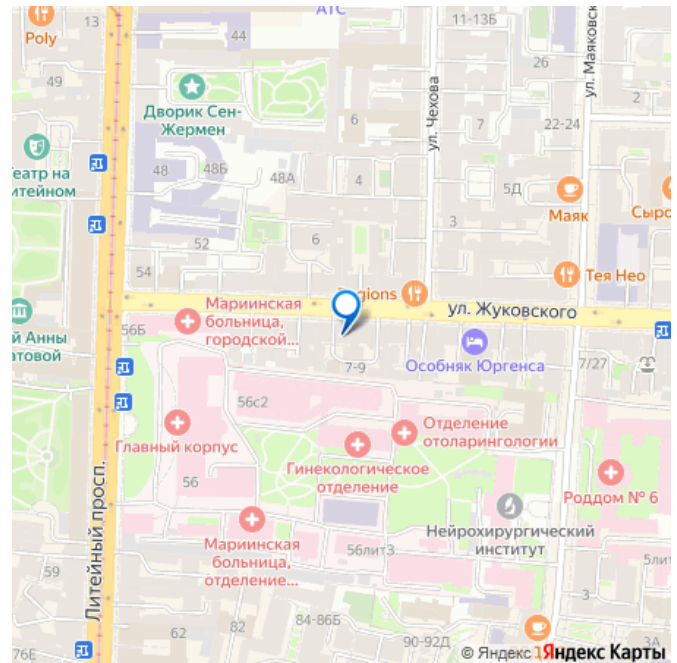 АТС
13
Poly
44
11-13Б
ул. Маяковск
26
49
Дворик Сен-
Жермен
6
ул. Чехова
7
22-24
2
Театр на
итейном
48
48Б
48А
4
5Д
Маяк
Сыро
3
52
6
54
Тея Нео
ул. Жуковского
56Б
Мариинская
больница,
городской...
й Анны
атовой
7-9
Особняк Юргенса
7/27
56с2
Отделение
отоларингологии
Главный корпус
Гинекологическое
отделение
56
Роддом № 6
Нейрохирургический
институт
Мариинская
больница,
отделение...
56лит3
5ли
Литейный просп.
59
62
82
84-86Б
90-92Д
3А
76Е
© Яндекс
Яндекс Карты